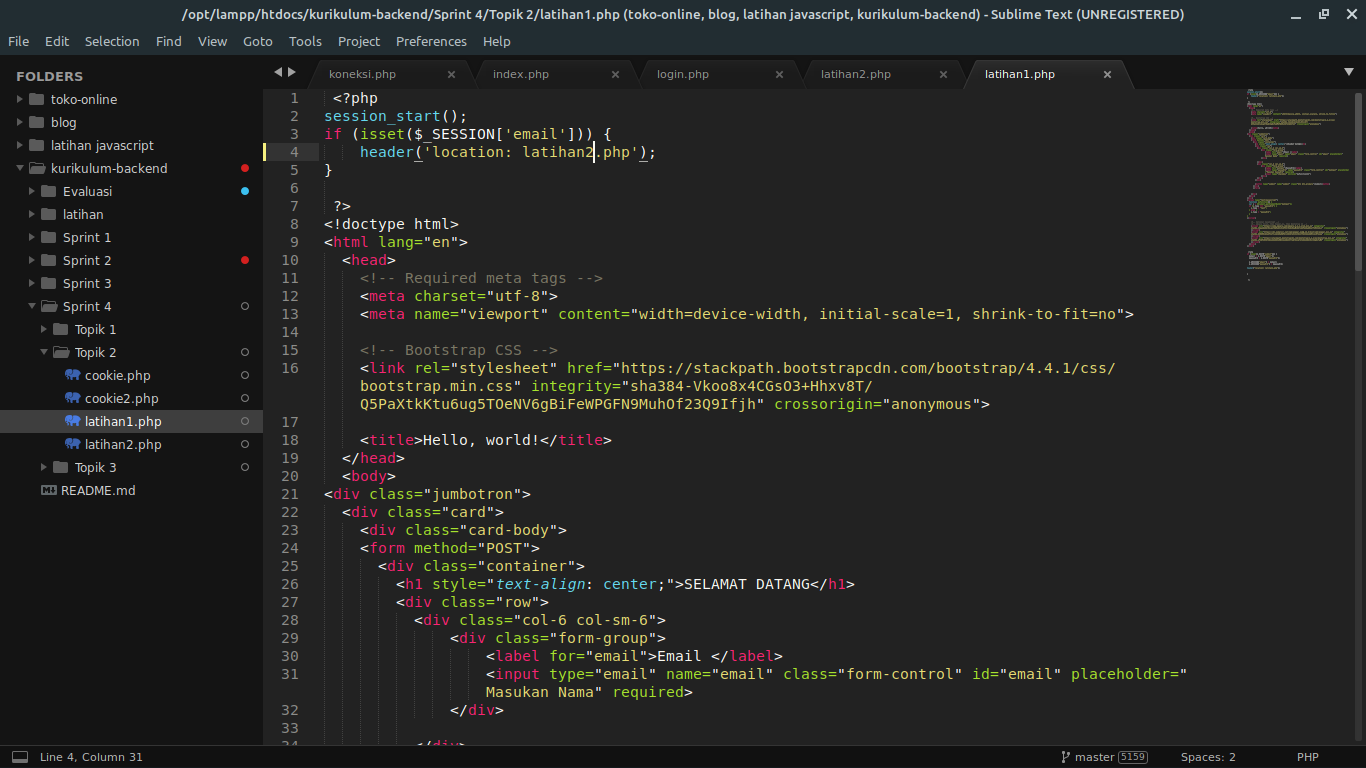 /opt/lampp/htdocs/kurikulum-backend/Sprint 4/Topik 2/latihan1.php (toko-online, blog, latihan javascript, kurikulum-backend) - Sublime Text (UNREGISTERED)
File Edit Selection Find View Goto Tools Project Preferences Help
FOLDERS
toko-online
blog
latihan javascript
kurikulum-backend
Evaluasi
latihan
Sprint 1
Sprint 2
Sprint 3
Sprint 4
Topik 1
Topik 2
cookie.php
cookie2.php
latihan1.php
latihan2.php
Topik 3
README.md
koneksi.php × index.php × login.php × latihan2.php × latihan1.php ×
1 <?php
2 session_start();
3 if (isset($_SESSION['email'])) {
4 header('location: latihan2.php');
5 }
6
7 ?>
8 <!doctype html>
9 <html lang="en">
10 <head>
11 <!-- Required meta tags -->
12 <meta charset="utf-8">
13 <meta name="viewport" content="width=device-width, initial-scale=1, shrink-to-fit=no">
14
15 <!-- Bootstrap CSS -->
16 <link rel="stylesheet" href="https://stackpath.bootstrapcdn.com/bootstrap/4.4.1/css/
bootstrap.min.css" integrity="sha384-Vkoo8x4CGsO3+Hhxv8T/
Q5PaXtkKtu6ug5TOeNV6gBiFeWPGFN9MuhOf23Q9Ifjh" crossorigin="anonymous">
17
18 <title>Hello, world!</title>
19 </head>
20 <body>
21 <div class="jumbotron">
22 <div class="card">
23 <div class="card-body">
24 <form method="POST">
25 <div class="container">
26 <h1 style="text-align: center;">SELAMAT DATANG</h1>
27 <div class="row">
28 <div class="col-6 col-sm-6">
29 <div class="form-group">
30 <label for="email">Email </label>
31 <input type="email" name="email" class="form-control" id="email" placeholder="
Masukan Nama" required>
32 </div>
33
34 </div>
Line 4, Column 31 master 5159 Spaces: 2 PHP